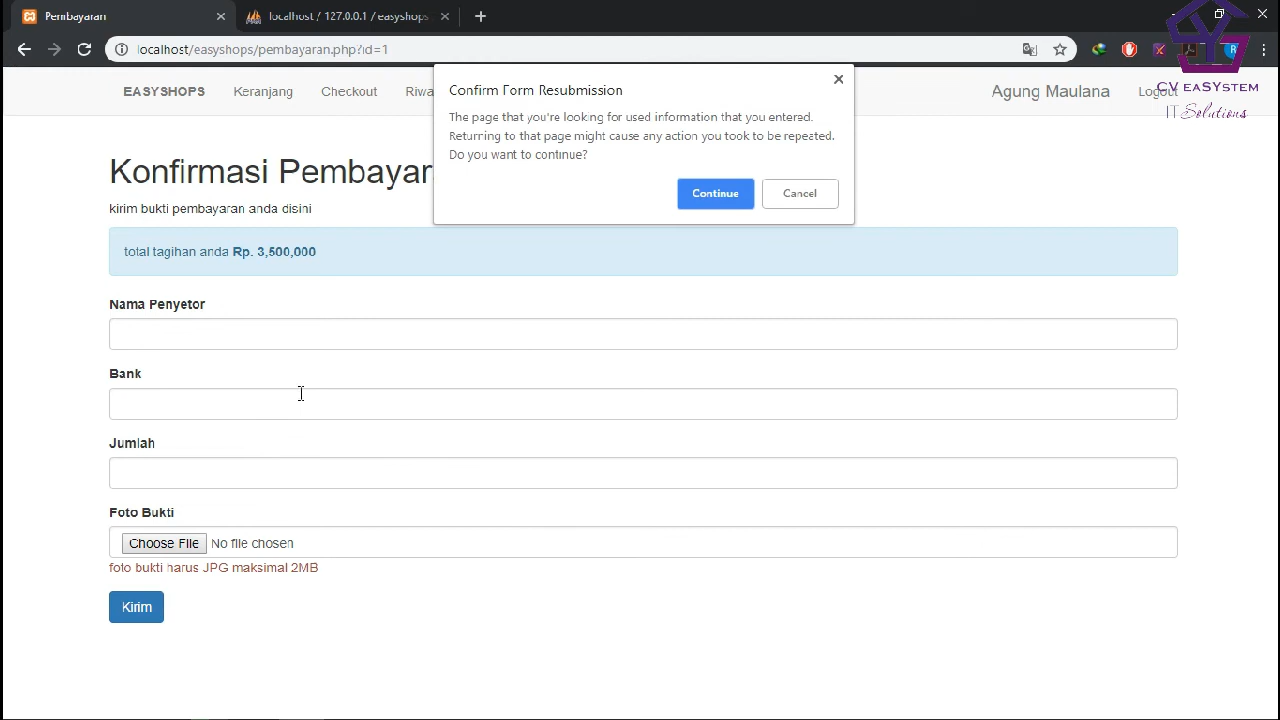 Pembayaran
localhost / 127.0.0.1 / easyshops
localhost/easyshops/pembayaran.php?id=1
EASYSHOPS
Keranjang
Checkout
Riwa
Agung Maulana
Logout
CV EASYSTEM
IT Solutions
Confirm Form Resubmission
The page that you're looking for used information that you entered.
Returning to that page might cause any action you took to be repeated.
Do you want to continue?
Continue
Cancel
Konfirmasi Pembayar
kirim bukti pembayaran anda disini
total tagihan anda Rp. 3,500,000
Nama Penyetor
Bank
Jumlah
Foto Bukti
Choose File No file chosen
foto bukti harus JPG maksimal 2MB
Kirim